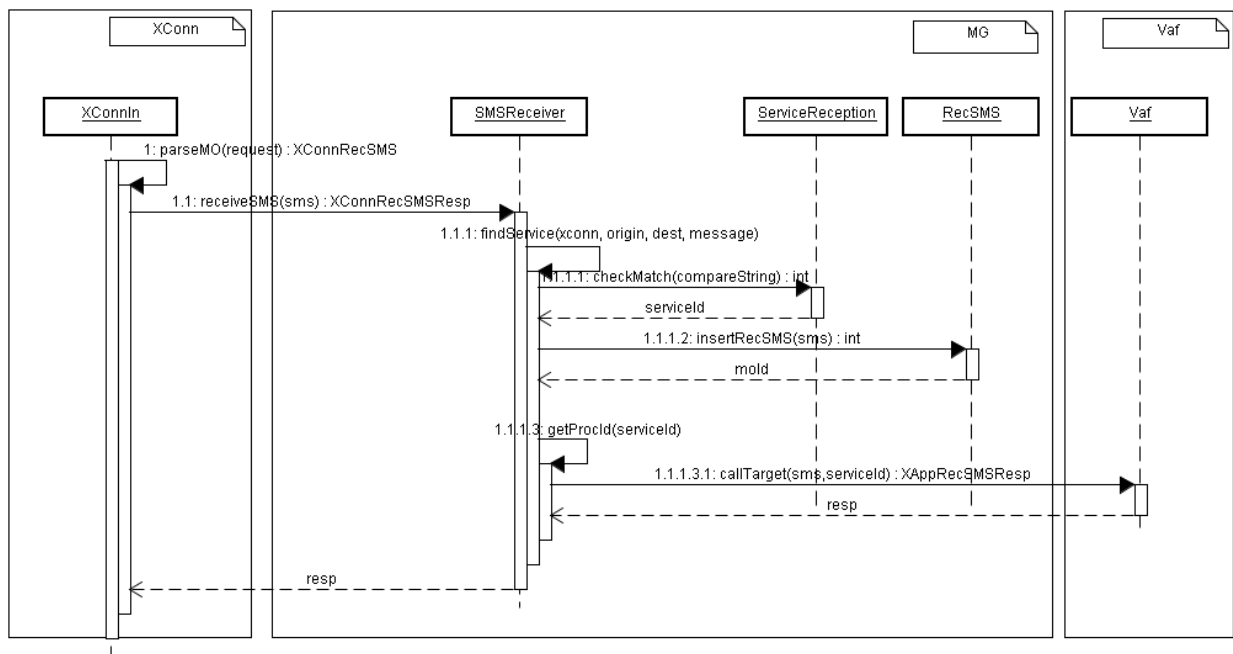 XConn
MG
Vaf
XConnIn
SMSReceiver
ServiceReception
RecSMS
Vaf
1: parseMO(request) : XConnRecSMS
1.1: receiveSMS(sms) : XConnRecSMSResp
1.1.1: findService(xconn, origin, dest, message)
1.1.1.1: checkMatch(compareString) : int
serviceId
1.1.1.2: insertRecSMS(sms) : int
moId
1.1.1.3: getProcId(serviceId)
1.1.1.3.1: callTarget(sms,serviceId) : XAppRecSMSResp
resp
resp